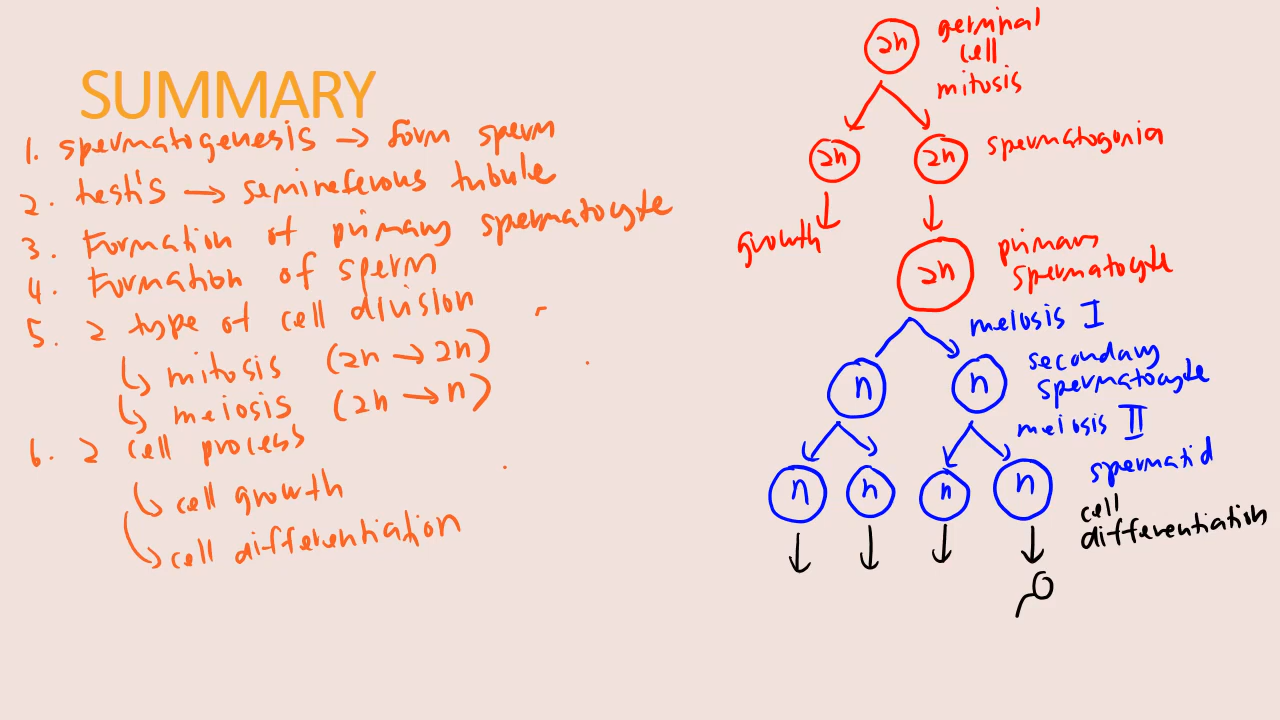 SUMMARY
1. spermatogenesis → form sperm
2. testis → semineferous tubule
3. Formation of primary spermatocyte
4. Formation of sperm
5. 2 type of cell division
↳ mitosis (2n → 2n)
↳ meiosis (2n → n)
6. 2 cell process
↳ cell growth
↳ cell differentiation
2n germinal
cell
mitosis
2n 2n spermatogonia
growth
2n primary
spermatocyte
meiosis I
n n secondary
spermatocyte
meiosis II
n n n n spermatid
cell
differentiation